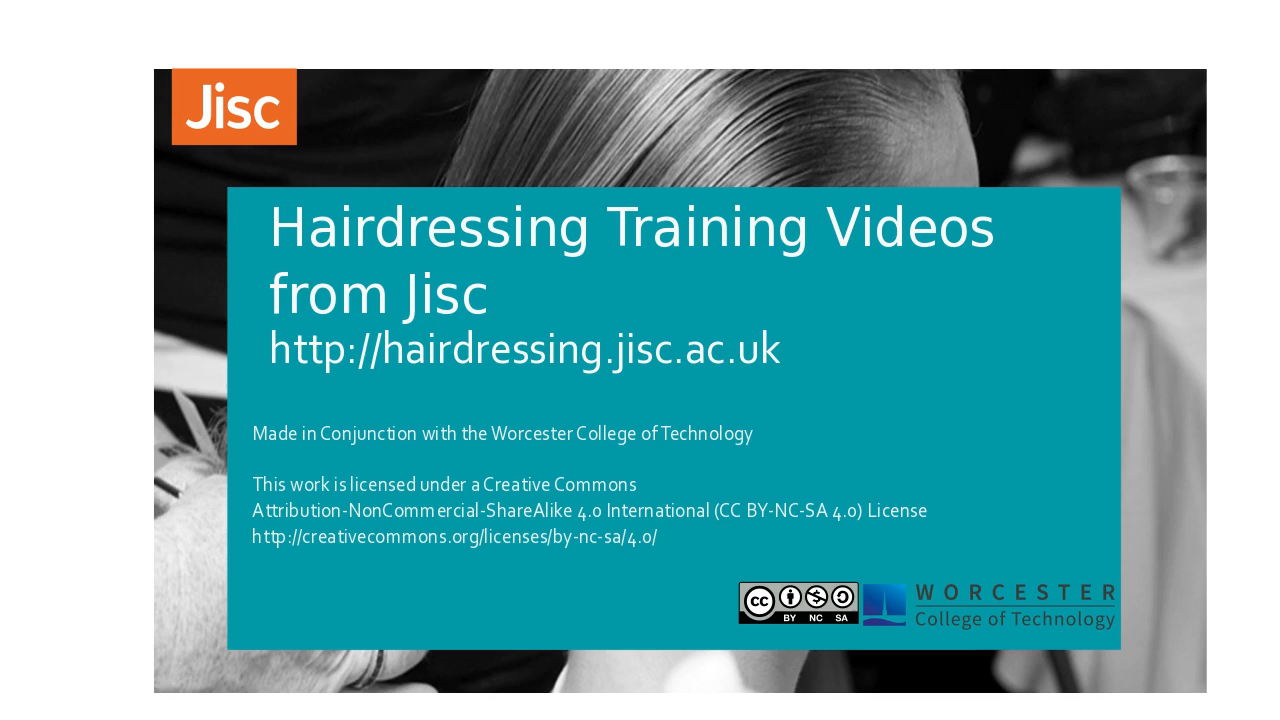 Jisc
Hairdressing Training Videos
from Jisc
http://hairdressing.jisc.ac.uk
Made in Conjunction with the Worcester College of Technology
This work is licensed under a Creative Commons
Attribution-NonCommercial-ShareAlike 4.0 International (CC BY-NC-SA 4.0) License
http://creativecommons.org/licenses/by-nc-sa/4.0/
cc BY NC SA
WORCESTER
College of Technology